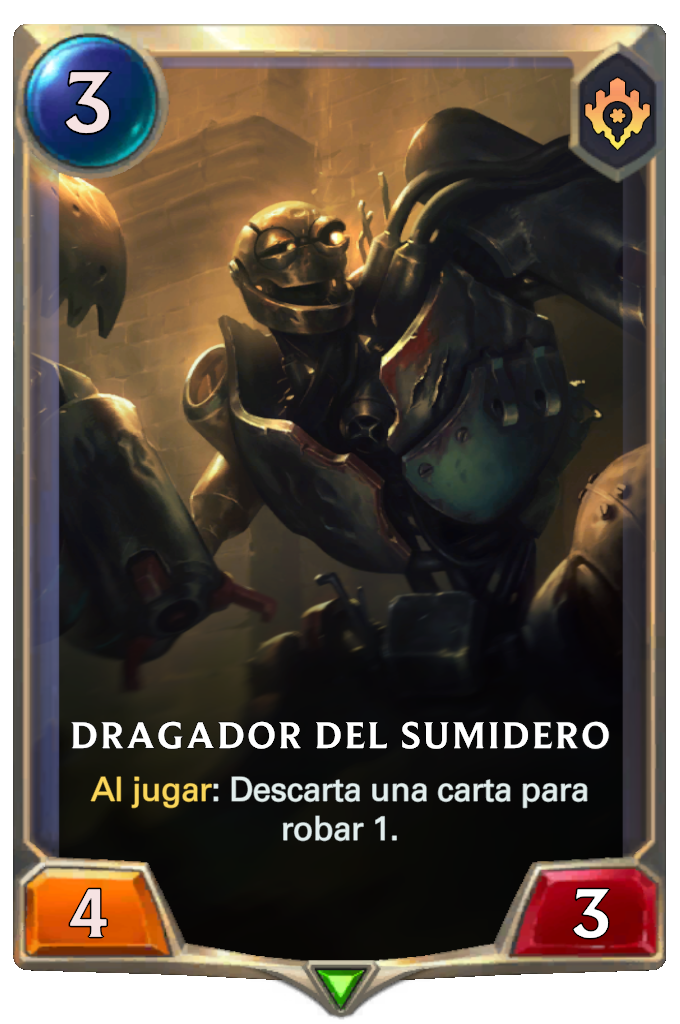 3
DRAGADOR DEL SUMIDERO
Al jugar: Descarta una carta para
robar 1.
4
3